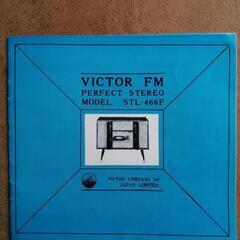 VICTOR FM
PERFECT STEREO
MODEL STL-466F
VICTOR COMPANY OF
JAPAN, LIMITED